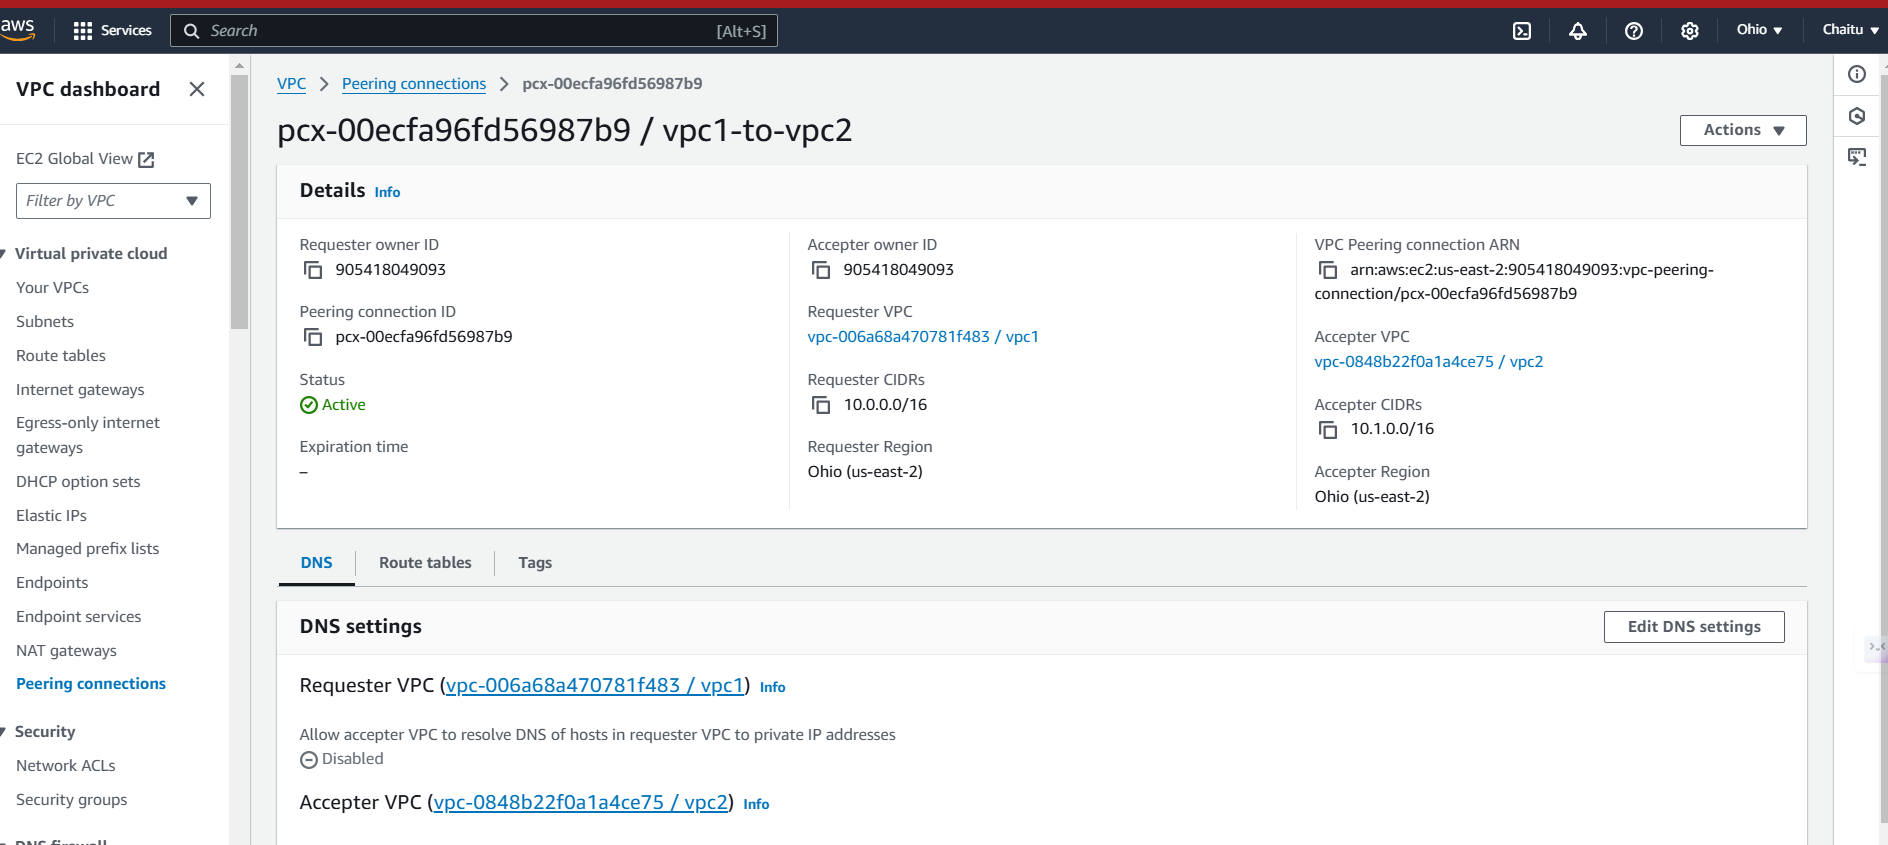 aws
Services
Search
[Alt+S]
Ohio
Chaitu
VPC dashboard
EC2 Global View
Filter by VPC
Virtual private cloud
Your VPCs
Subnets
Route tables
Internet gateways
Egress-only internet
gateways
DHCP option sets
Elastic IPs
Managed prefix lists
Endpoints
Endpoint services
NAT gateways
Peering connections
Security
Network ACLs
Security groups
DNS firewall
VPC
Peering connections
pcx-00ecfa96fd56987b9
pcx-00ecfa96fd56987b9 / vpc1-to-vpc2
Actions
Details Info
Requester owner ID
905418049093
Peering connection ID
pcx-00ecfa96fd56987b9
Status
Active
Expiration time
–
Accepter owner ID
905418049093
Requester VPC
vpc-006a68a470781f483 / vpc1
Requester CIDRs
10.0.0.0/16
Requester Region
Ohio (us-east-2)
VPC Peering connection ARN
arn:aws:ec2:us-east-2:905418049093:vpc-peering-
connection/pcx-00ecfa96fd56987b9
Accepter VPC
vpc-0848b22f0a1a4ce75 / vpc2
Accepter CIDRs
10.1.0.0/16
Accepter Region
Ohio (us-east-2)
DNS
Route tables
Tags
DNS settings
Edit DNS settings
Requester VPC (vpc-006a68a470781f483 / vpc1) Info
Allow accepter VPC to resolve DNS of hosts in requester VPC to private IP addresses
Disabled
Accepter VPC (vpc-0848b22f0a1a4ce75 / vpc2) Info